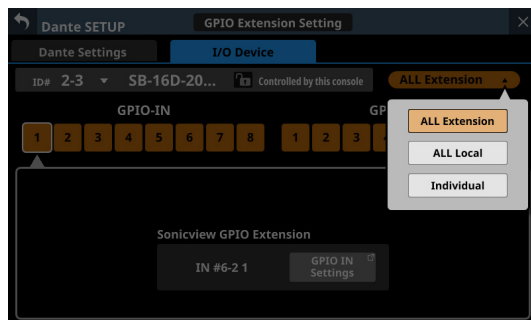 Dante SETUP
GPIO Extension Setting
Dante Settings
I/O Device
ID# 2-3
SB-16D-20...
Controlled by this console
ALL Extension
GPIO-IN
GP
ALL Extension
1 2 3 4 5 6 7 8
1 2 3
ALL Local
Individual
Sonicview GPIO Extension
IN #6-2 1
GPIO IN
Settings